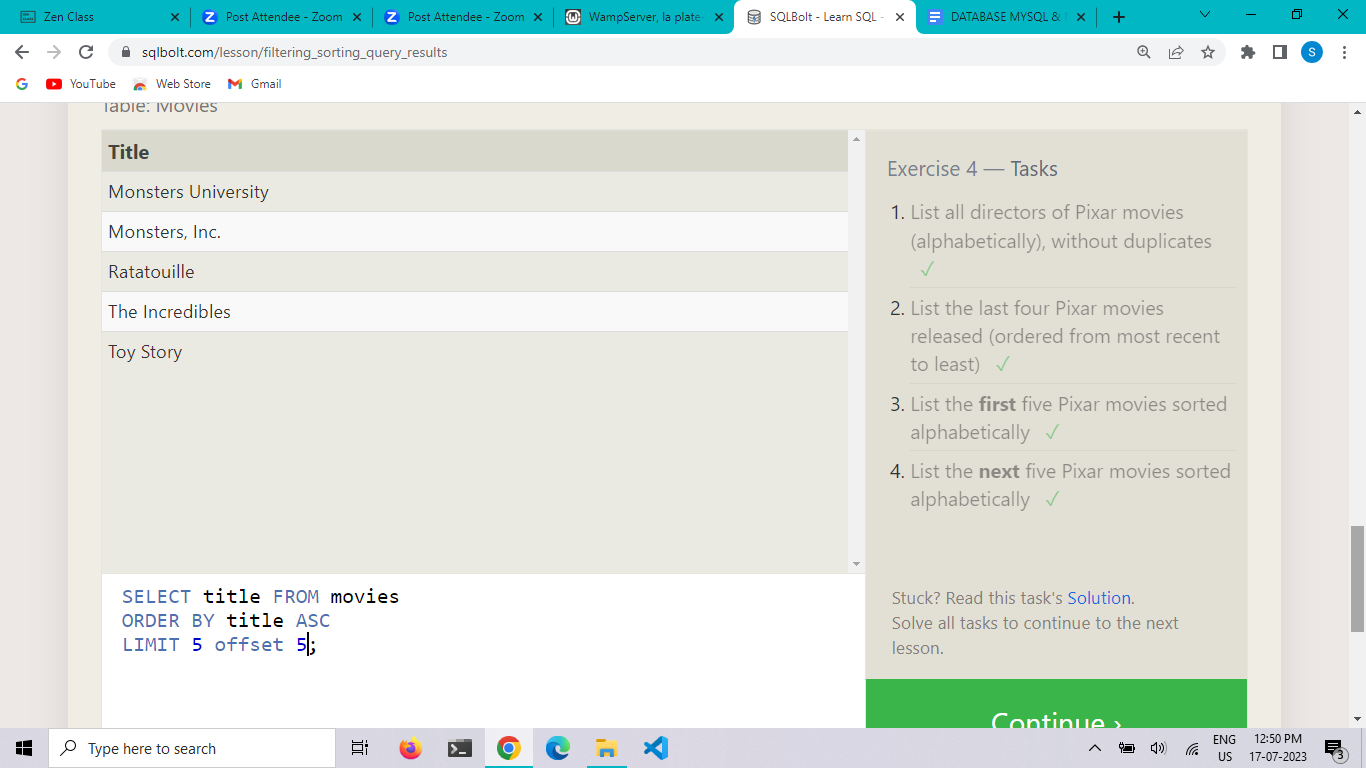 Zen Class
Post Attendee - Zoom
Post Attendee - Zoom
WampServer, la plate
SQLBolt - Learn SQL -
DATABASE MYSQL &
sqlbolt.com/lesson/filtering_sorting_query_results
S
YouTube
Web Store
Gmail
Table: Movies
Title
Monsters University
Monsters, Inc.
Ratatouille
The Incredibles
Toy Story
SELECT title FROM movies
ORDER BY title ASC
LIMIT 5 offset 5;
Exercise 4 — Tasks
1. List all directors of Pixar movies
(alphabetically), without duplicates
✓
2. List the last four Pixar movies
released (ordered from most recent
to least) ✓
3. List the first five Pixar movies sorted
alphabetically ✓
4. List the next five Pixar movies sorted
alphabetically ✓
Stuck? Read this task's Solution.
Solve all tasks to continue to the next
lesson.
Continue ›
Type here to search
ENG
US
12:50 PM
17-07-2023
3